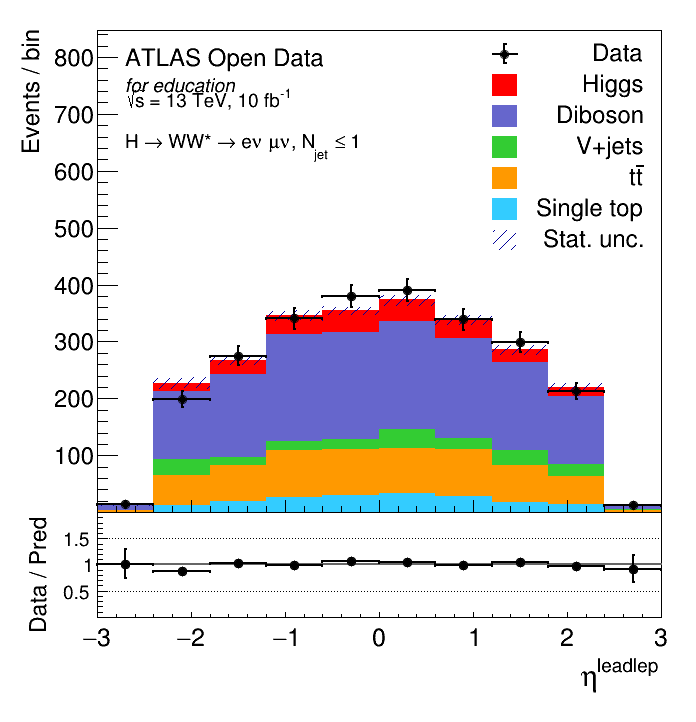 Events / bin
800
700
600
500
400
300
200
100
ATLAS Open Data
for education
√s = 13 TeV, 10 fb⁻¹
H → WW* → eν μν, N_jet ≤ 1
Data
Higgs
Diboson
V+jets
tt̄
Single top
Stat. unc.
Data / Pred
1.5
1
0.5
−3 −2 −1 0 1 2 3
η^leadlep